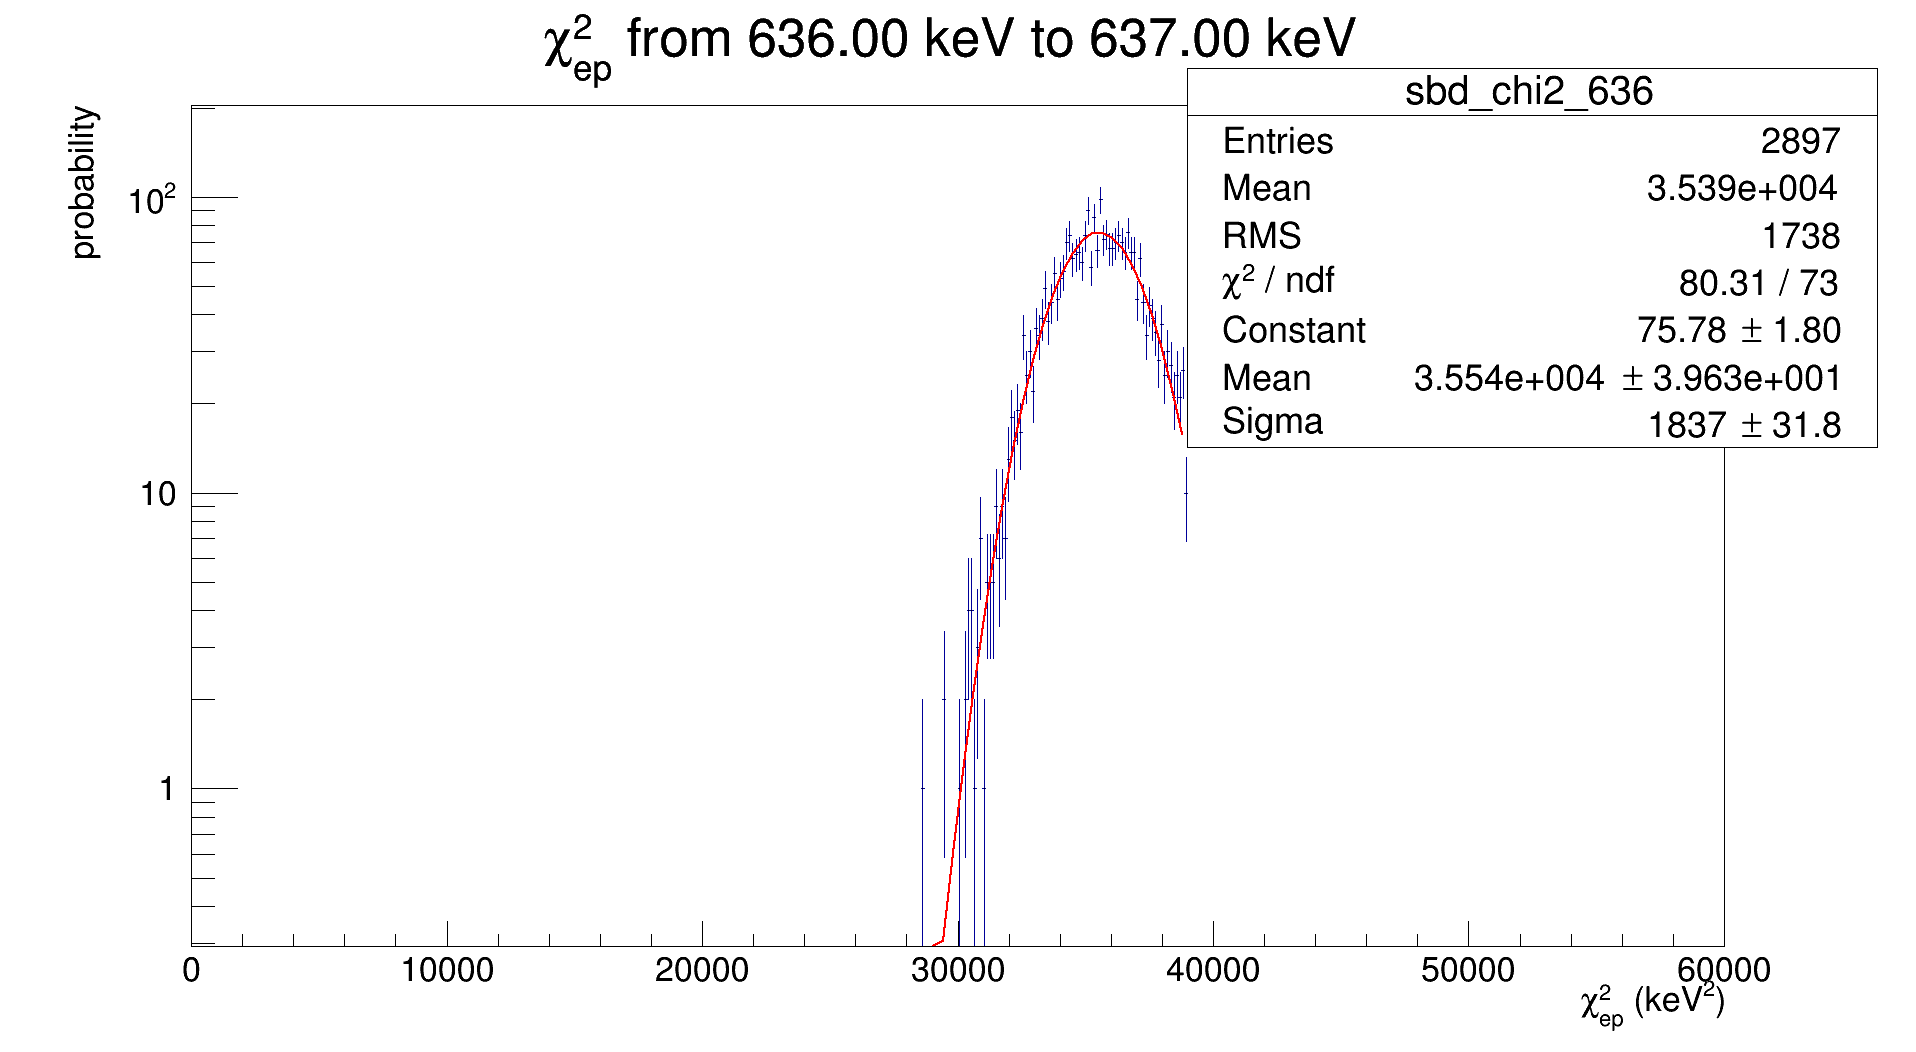 χ²ep from 636.00 keV to 637.00 keV
sbd_chi2_636
Entries 2897
Mean 3.539e+004
RMS 1738
χ² / ndf 80.31 / 73
Constant 75.78 ± 1.80
Mean 3.554e+004 ± 3.963e+001
Sigma 1837 ± 31.8
probability
10²
10
1
0 10000 20000 30000 40000 50000 60000
χ²ep (keV²)